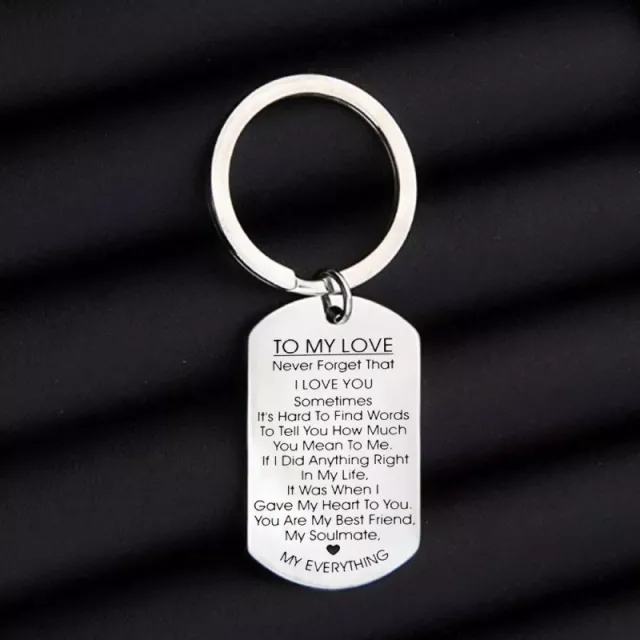 TO MY LOVE
Never Forget That
I LOVE YOU
Sometimes
It's Hard To Find Words
To Tell You How Much
You Mean To Me.
If I Did Anything Right
In My Life,
It Was When I
Gave My Heart To You.
You Are My Best Friend,
My Soulmate,
MY EVERYTHING